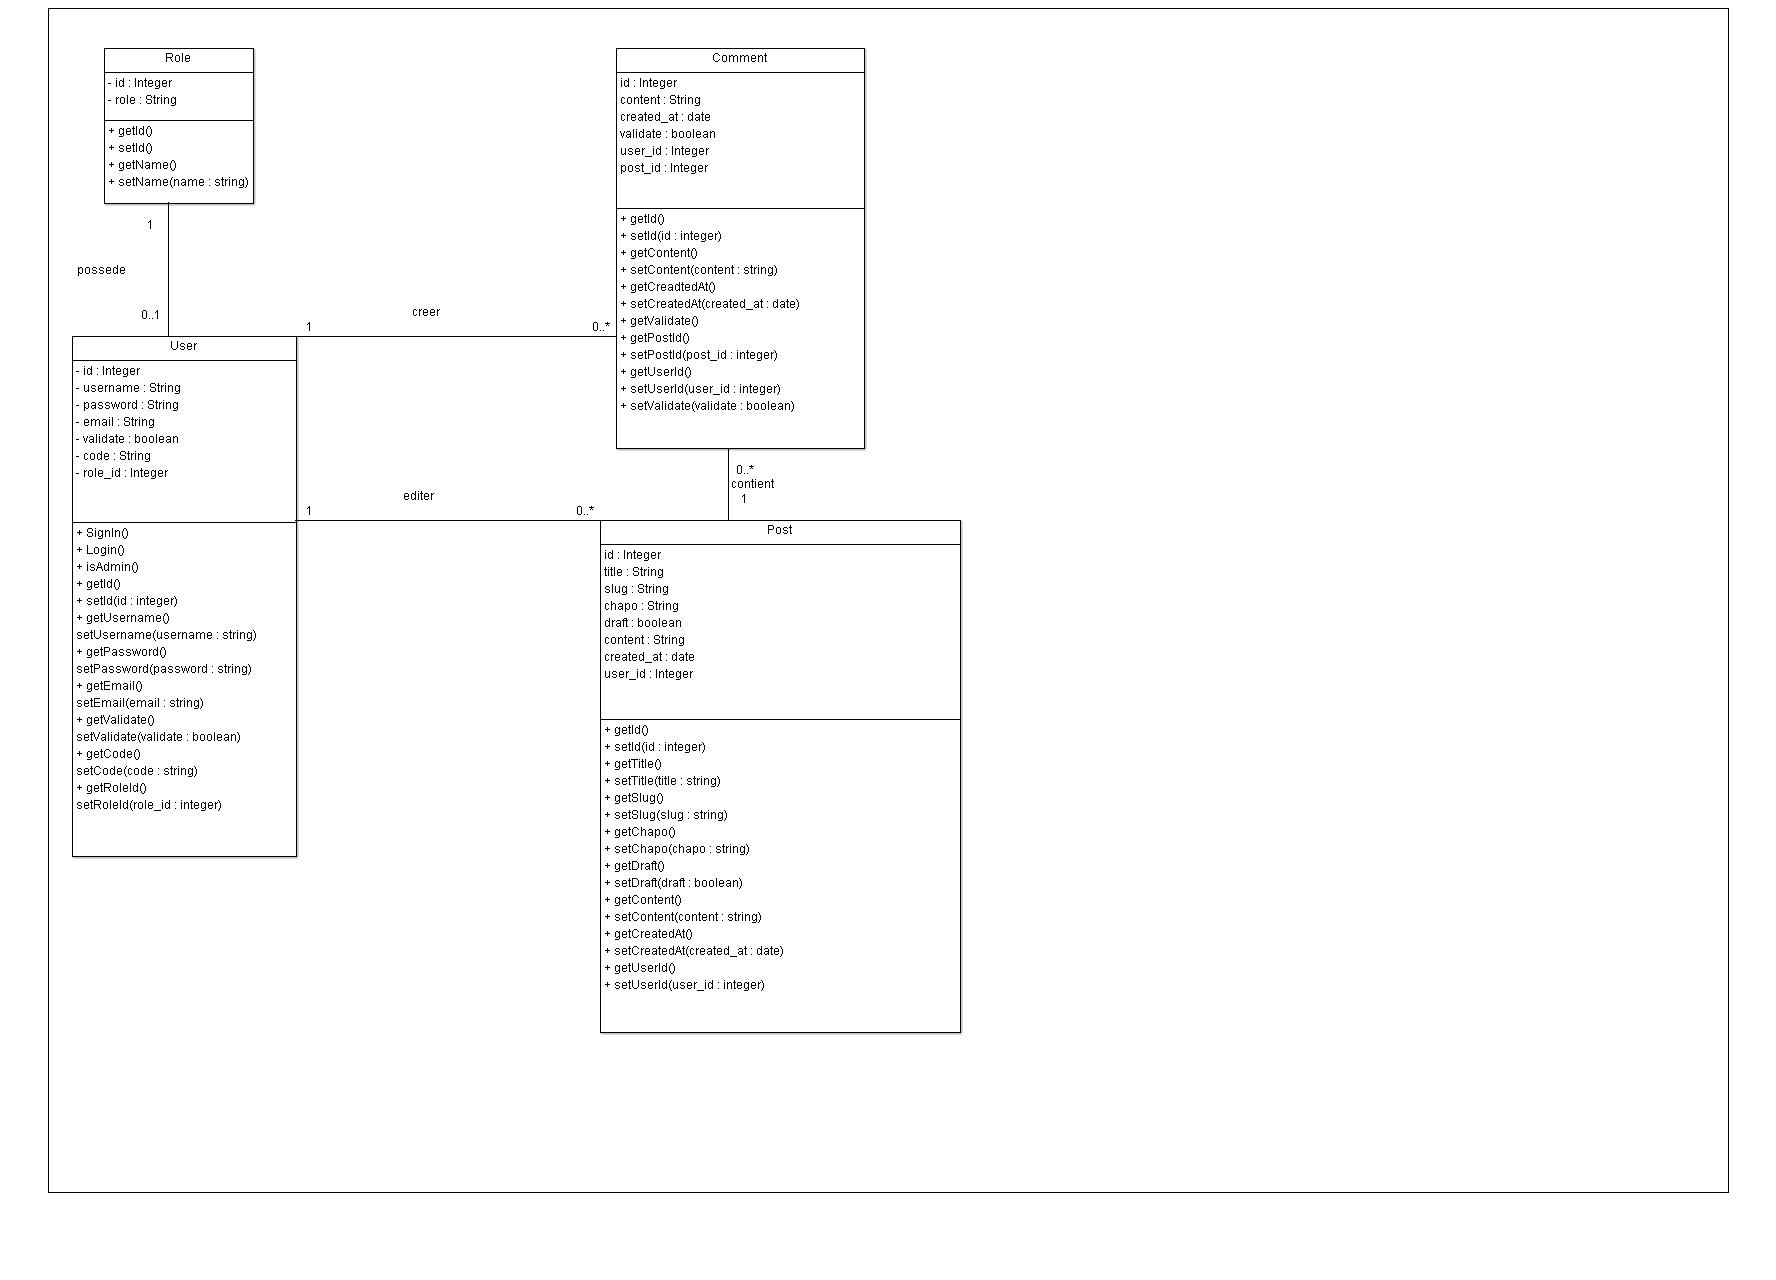 Role
- id : Integer
- role : String
+ getId()
+ setId()
+ getName()
+ setName(name : string)
1
possede
0..1
Comment
id : Integer
content : String
created_at : date
validate : boolean
user_id : Integer
post_id : Integer
+ getId()
+ setId(id : integer)
+ getContent()
+ setContent(content : string)
+ getCreadtedAt()
+ setCreatedAt(created_at : date)
+ getValidate()
+ getPostId()
+ setPostId(post_id : integer)
+ getUserId()
+ setUserId(user_id : integer)
+ setValidate(validate : boolean)
creer
1
0..*
User
- id : Integer
- username : String
- password : String
- email : String
- validate : boolean
- code : String
- role_id : Integer
+ SignIn()
+ Login()
+ isAdmin()
+ getId()
+ setId(id : integer)
+ getUsername()
setUsername(username : string)
+ getPassword()
setPassword(password : string)
+ getEmail()
setEmail(email : string)
+ getValidate()
setValidate(validate : boolean)
+ getCode()
setCode(code : string)
+ getRoleId()
setRoleId(role_id : integer)
0..*
contient
1
editer
1
0..*
Post
id : Integer
title : String
slug : String
chapo : String
draft : boolean
content : String
created_at : date
user_id : Integer
+ getId()
+ setId(id : integer)
+ getTitle()
+ setTitle(title : string)
+ getSlug()
+ setSlug(slug : string)
+ getChapo()
+ setChapo(chapo : string)
+ getDraft()
+ setDraft(draft : boolean)
+ getContent()
+ setContent(content : string)
+ getCreatedAt()
+ setCreatedAt(created_at : date)
+ getUserId()
+ setUserId(user_id : integer)